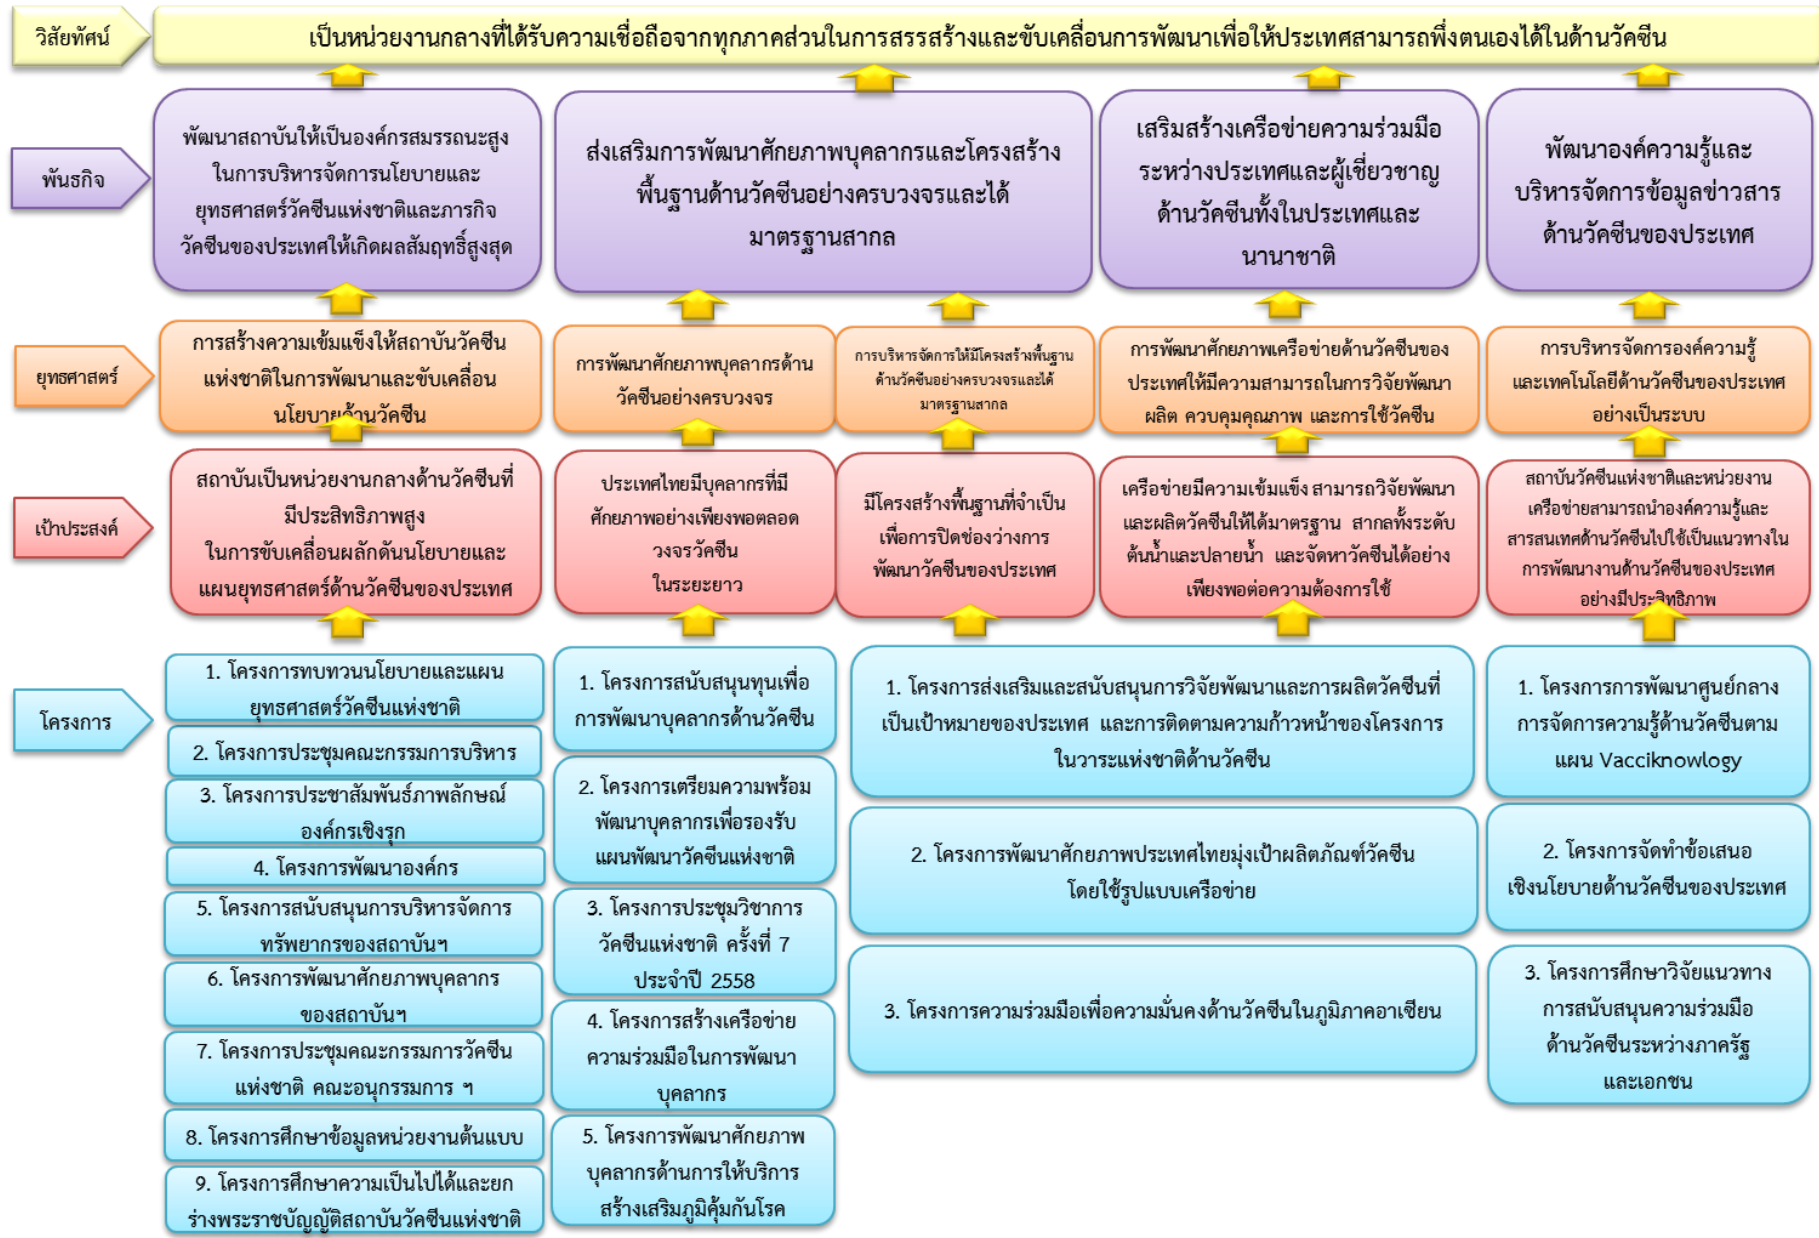 วิสัยทัศน์
เป็นหน่วยงานกลางที่ได้รับความเชื่อถือจากทุกภาคส่วนในการสรรสร้างและขับเคลื่อนการพัฒนาเพื่อให้ประเทศสามารถพึ่งตนเองได้ในด้านวัคซีน
พันธกิจ
พัฒนาสถาบันให้เป็นองค์กรสมรรถนะสูง
ในการบริหารจัดการนโยบายและ
ยุทธศาสตร์วัคซีนแห่งชาติและภารกิจ
วัคซีนของประเทศให้เกิดผลสัมฤทธิ์สูงสุด
ส่งเสริมการพัฒนาศักยภาพบุคลากรและโครงสร้าง
พื้นฐานด้านวัคซีนอย่างครบวงจรและได้
มาตรฐานสากล
เสริมสร้างเครือข่ายความร่วมมือ
ระหว่างประเทศและผู้เชี่ยวชาญ
ด้านวัคซีนทั้งในประเทศและ
นานาชาติ
พัฒนาองค์ความรู้และ
บริหารจัดการข้อมูลข่าวสาร
ด้านวัคซีนของประเทศ
ยุทธศาสตร์
การสร้างความเข้มแข็งให้สถาบันวัคซีน
แห่งชาติในการพัฒนาและขับเคลื่อน
นโยบายด้านวัคซีน
การพัฒนาศักยภาพบุคลากรด้าน
วัคซีนอย่างครบวงจร
การบริหารจัดการให้มีโครงสร้างพื้นฐาน
ด้านวัคซีนอย่างครบวงจรและได้
มาตรฐานสากล
การพัฒนาศักยภาพเครือข่ายด้านวัคซีนของ
ประเทศให้มีความสามารถในการวิจัยพัฒนา
ผลิต ควบคุมคุณภาพ และการใช้วัคซีน
การบริหารจัดการองค์ความรู้
และเทคโนโลยีด้านวัคซีนของประเทศ
อย่างเป็นระบบ
เป้าประสงค์
สถาบันเป็นหน่วยงานกลางด้านวัคซีนที่
มีประสิทธิภาพสูง
ในการขับเคลื่อนผลักดันนโยบายและ
แผนยุทธศาสตร์ด้านวัคซีนของประเทศ
ประเทศไทยมีบุคลากรที่มี
ศักยภาพอย่างเพียงพอตลอด
วงจรวัคซีน
ในระยะยาว
มีโครงสร้างพื้นฐานที่จำเป็น
เพื่อการปิดช่องว่างการ
พัฒนาวัคซีนของประเทศ
เครือข่ายมีความเข้มแข็ง สามารถวิจัยพัฒนา
และผลิตวัคซีนให้ได้มาตรฐาน สากลทั้งระดับ
ต้นน้ำและปลายน้ำ และจัดหาวัคซีนได้อย่าง
เพียงพอต่อความต้องการใช้
สถาบันวัคซีนแห่งชาติและหน่วยงาน
เครือข่ายสามารถนำองค์ความรู้และ
สารสนเทศด้านวัคซีนไปใช้เป็นแนวทางใน
การพัฒนางานด้านวัคซีนของประเทศ
อย่างมีประสิทธิภาพ
โครงการ
1. โครงการทบทวนนโยบายและแผน
ยุทธศาสตร์วัคซีนแห่งชาติ
2. โครงการประชุมคณะกรรมการบริหาร
3. โครงการประชาสัมพันธ์ภาพลักษณ์
องค์กรเชิงรุก
4. โครงการพัฒนาองค์กร
5. โครงการสนับสนุนการบริหารจัดการ
ทรัพยากรของสถาบันฯ
6. โครงการพัฒนาศักยภาพบุคลากร
ของสถาบันฯ
7. โครงการประชุมคณะกรรมการวัคซีน
แห่งชาติ คณะอนุกรรมการ ฯ
8. โครงการศึกษาข้อมูลหน่วยงานต้นแบบ
9. โครงการศึกษาความเป็นไปได้และยก
ร่างพระราชบัญญัติสถาบันวัคซีนแห่งชาติ
1. โครงการสนับสนุนทุนเพื่อ
การพัฒนาบุคลากรด้านวัคซีน
2. โครงการเตรียมความพร้อม
พัฒนาบุคลากรเพื่อรองรับ
แผนพัฒนาวัคซีนแห่งชาติ
3. โครงการประชุมวิชาการ
วัคซีนแห่งชาติ ครั้งที่ 7
ประจำปี 2558
4. โครงการสร้างเครือข่าย
ความร่วมมือในการพัฒนา
บุคลากร
5. โครงการพัฒนาศักยภาพ
บุคลากรด้านการให้บริการ
สร้างเสริมภูมิคุ้มกันโรค
1. โครงการส่งเสริมและสนับสนุนการวิจัยพัฒนาและการผลิตวัคซีนที่
เป็นเป้าหมายของประเทศ และการติดตามความก้าวหน้าของโครงการ
ในวาระแห่งชาติด้านวัคซีน
2. โครงการพัฒนาศักยภาพประเทศไทยมุ่งเป้าผลิตภัณฑ์วัคซีน
โดยใช้รูปแบบเครือข่าย
3. โครงการความร่วมมือเพื่อความมั่นคงด้านวัคซีนในภูมิภาคอาเซียน
1. โครงการการพัฒนาศูนย์กลาง
การจัดการความรู้ด้านวัคซีนตาม
แผน Vacciknowlogy
2. โครงการจัดทำข้อเสนอ
เชิงนโยบายด้านวัคซีนของประเทศ
3. โครงการศึกษาวิจัยแนวทาง
การสนับสนุนความร่วมมือ
ด้านวัคซีนระหว่างภาครัฐ
และเอกชน